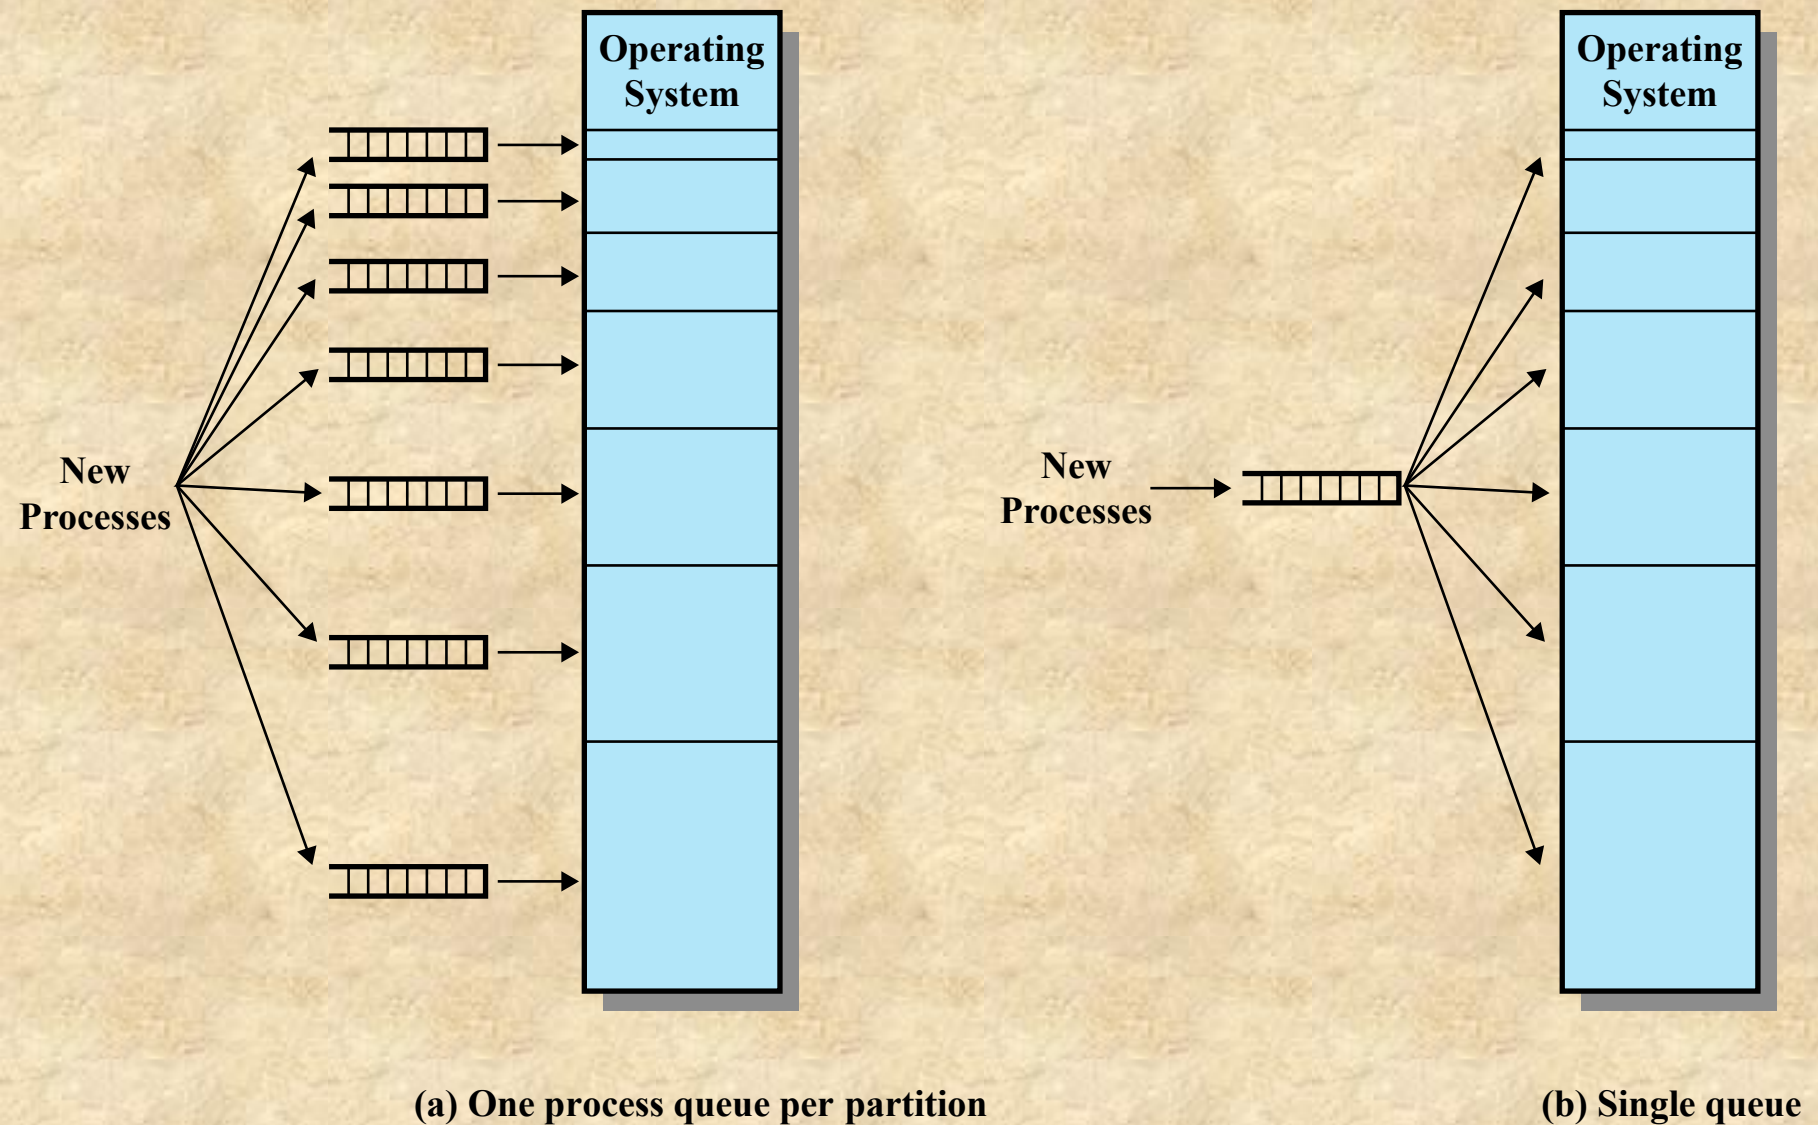 Operating
System
New
Processes
(a) One process queue per partition
Operating
System
New
Processes
(b) Single queue